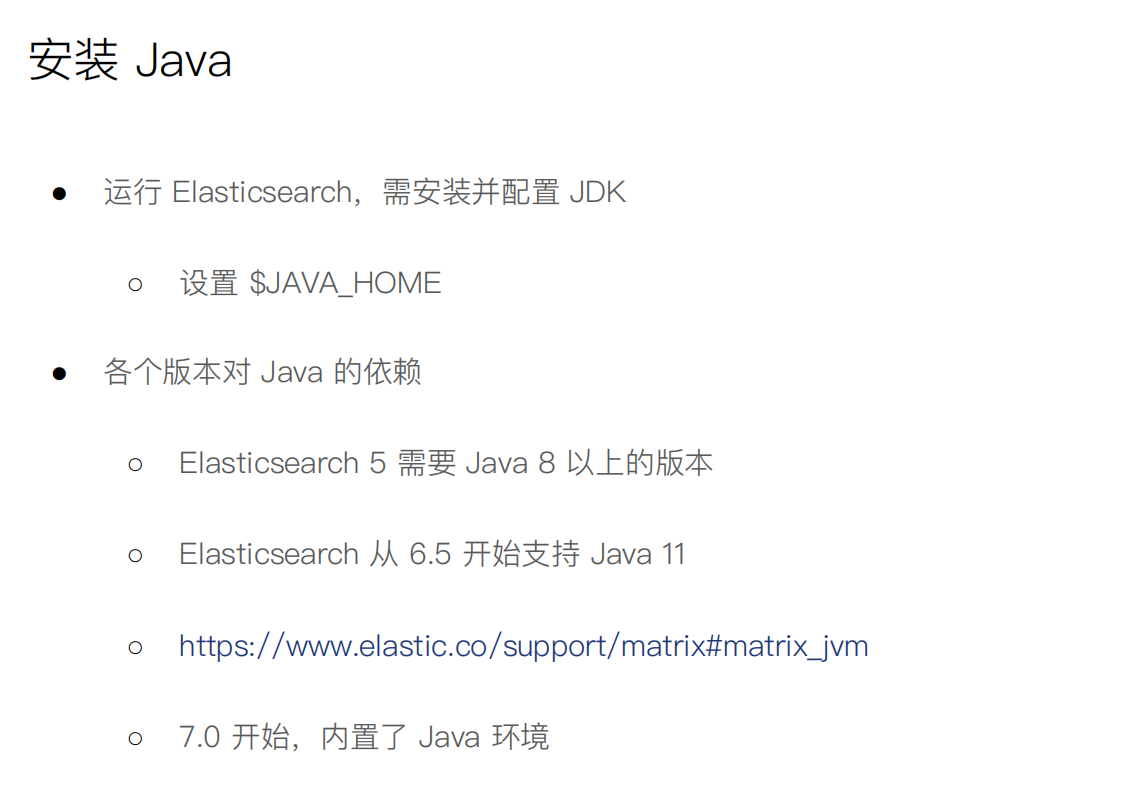 安装 Java
● 运行 Elasticsearch，需安装并配置 JDK
○ 设置 $JAVA_HOME
● 各个版本对 Java 的依赖
○ Elasticsearch 5 需要 Java 8 以上的版本
○ Elasticsearch 从 6.5 开始支持 Java 11
○ https://www.elastic.co/support/matrix#matrix_jvm
○ 7.0 开始，内置了 Java 环境